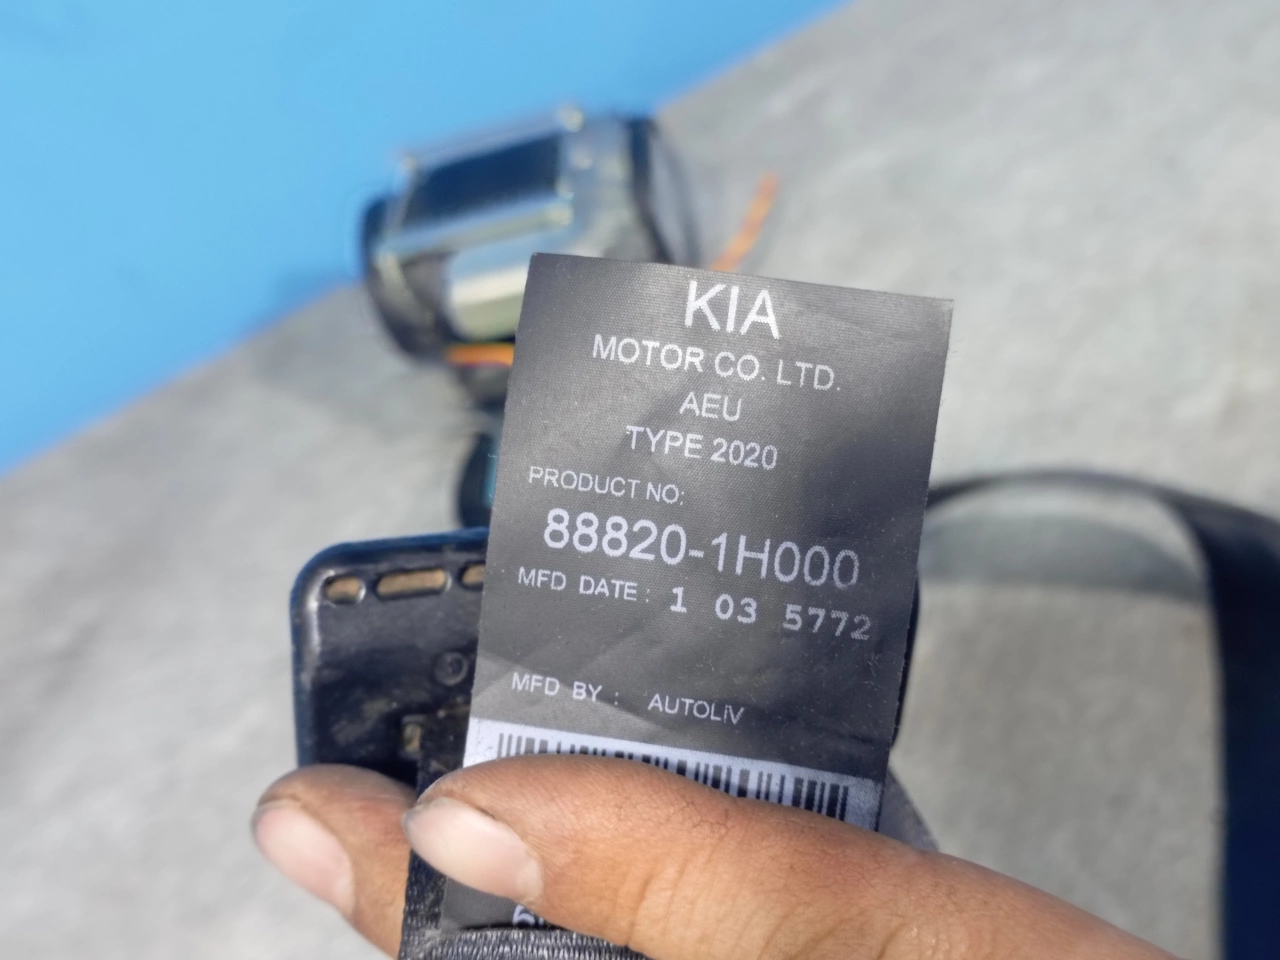 KIA
MOTOR CO. LTD.
AEU
TYPE 2020
PRODUCT NO:
88820-1H000
MFD DATE: 1 03 5772
MFD BY : AUTOLIV